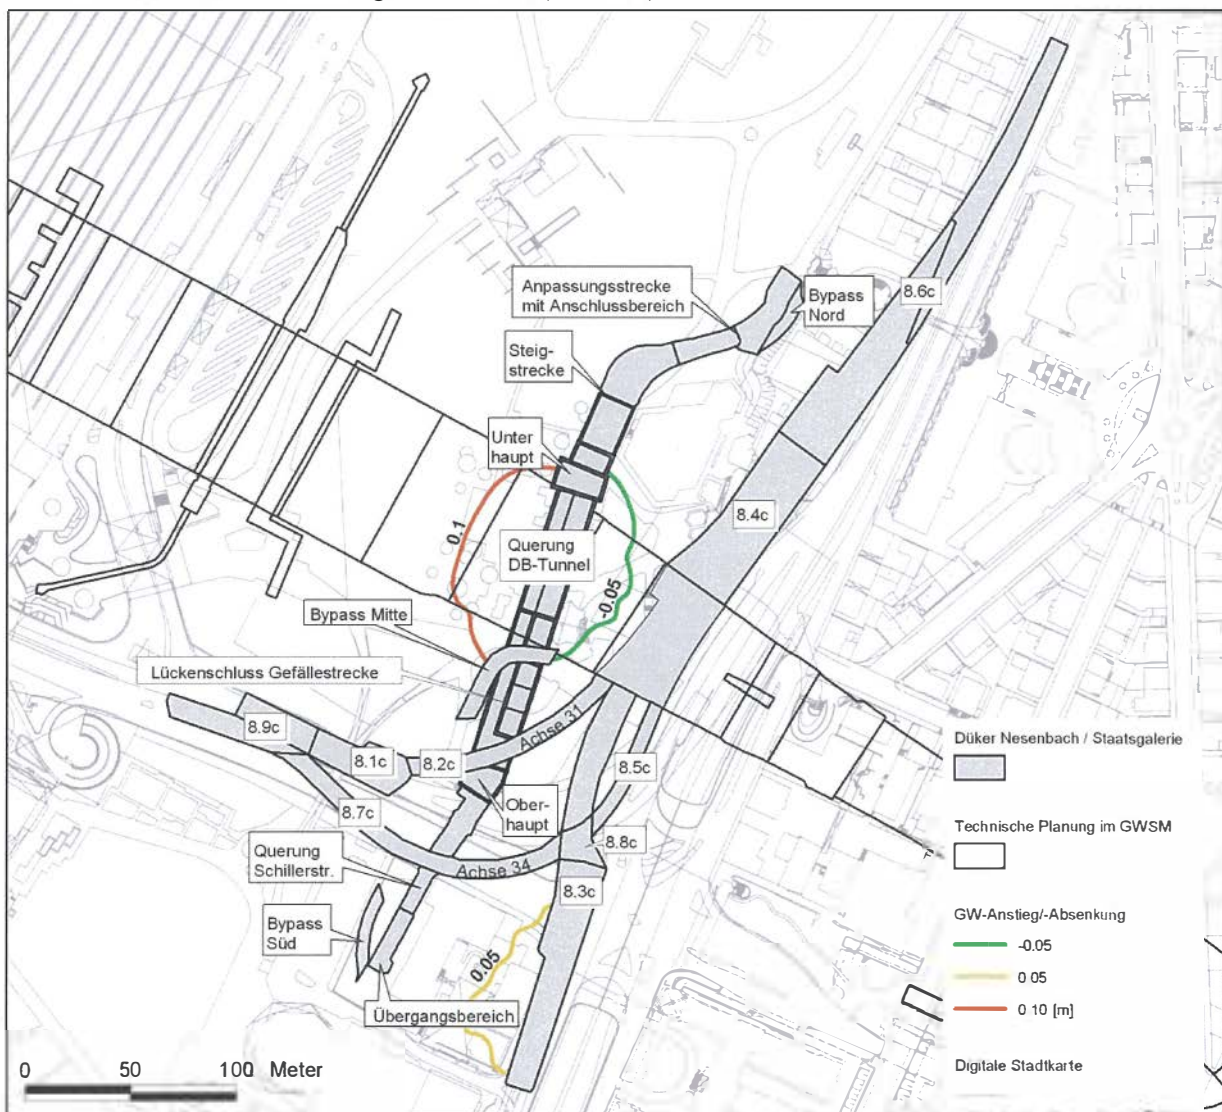 Anpassungsstrecke
mit Anschlussbereich
Bypass
Nord
8.6c
Steig-
strecke
Unter
haupt
8.4c
0.1
Querung
DB-Tunnel
-0.05
Bypass Mitte
Lückenschluss Gefällestrecke
8.9c
8.1c
8.2c
Achse 31
8.5c
8.7c
Ober-
haupt
8.8c
Querung
Schillerstr.
Achse 34
8.3c
Bypass
Süd
0.05
Übergangsbereich
0 50 100 Meter
Düker Nesenbach / Staatsgalerie
Technische Planung im GWSM
GW-Anstieg/-Absenkung
-0.05
0 05
0 10 [m]
Digitale Stadtkarte